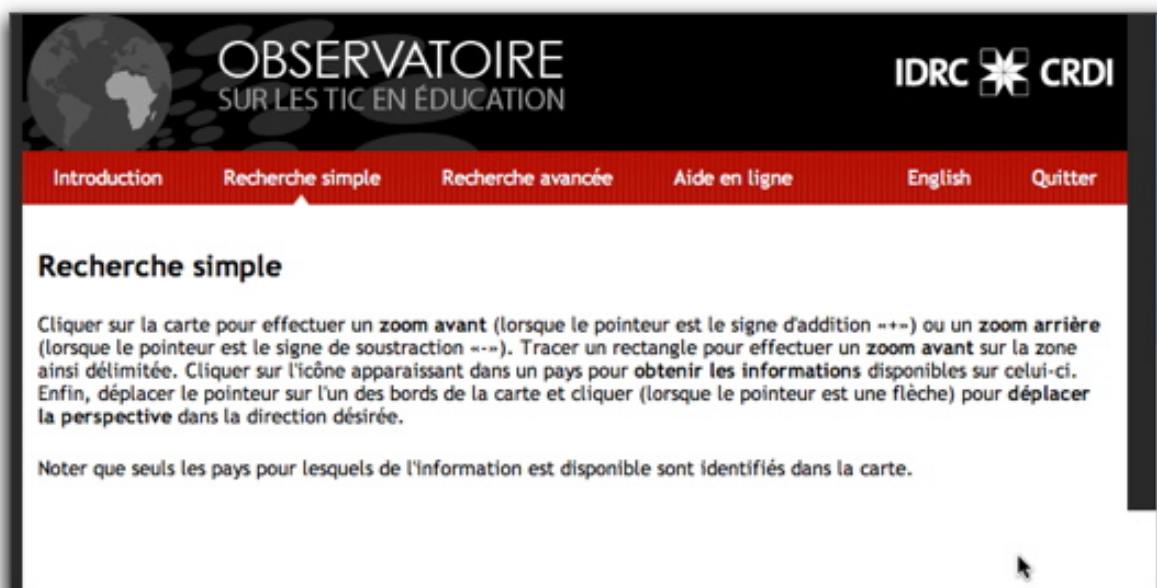 OBSERVATOIRE
SUR LES TIC EN ÉDUCATION
IDRC CRDI
Introduction Recherche simple Recherche avancée Aide en ligne English Quitter
Recherche simple
Cliquer sur la carte pour effectuer un zoom avant (lorsque le pointeur est le signe d'addition «+») ou un zoom arrière
(lorsque le pointeur est le signe de soustraction «-»). Tracer un rectangle pour effectuer un zoom avant sur la zone
ainsi délimitée. Cliquer sur l'icône apparaissant dans un pays pour obtenir les informations disponibles sur celui-ci.
Enfin, déplacer le pointeur sur l'un des bords de la carte et cliquer (lorsque le pointeur est une flèche) pour déplacer
la perspective dans la direction désirée.
Noter que seuls les pays pour lesquels de l'information est disponible sont identifiés dans la carte.